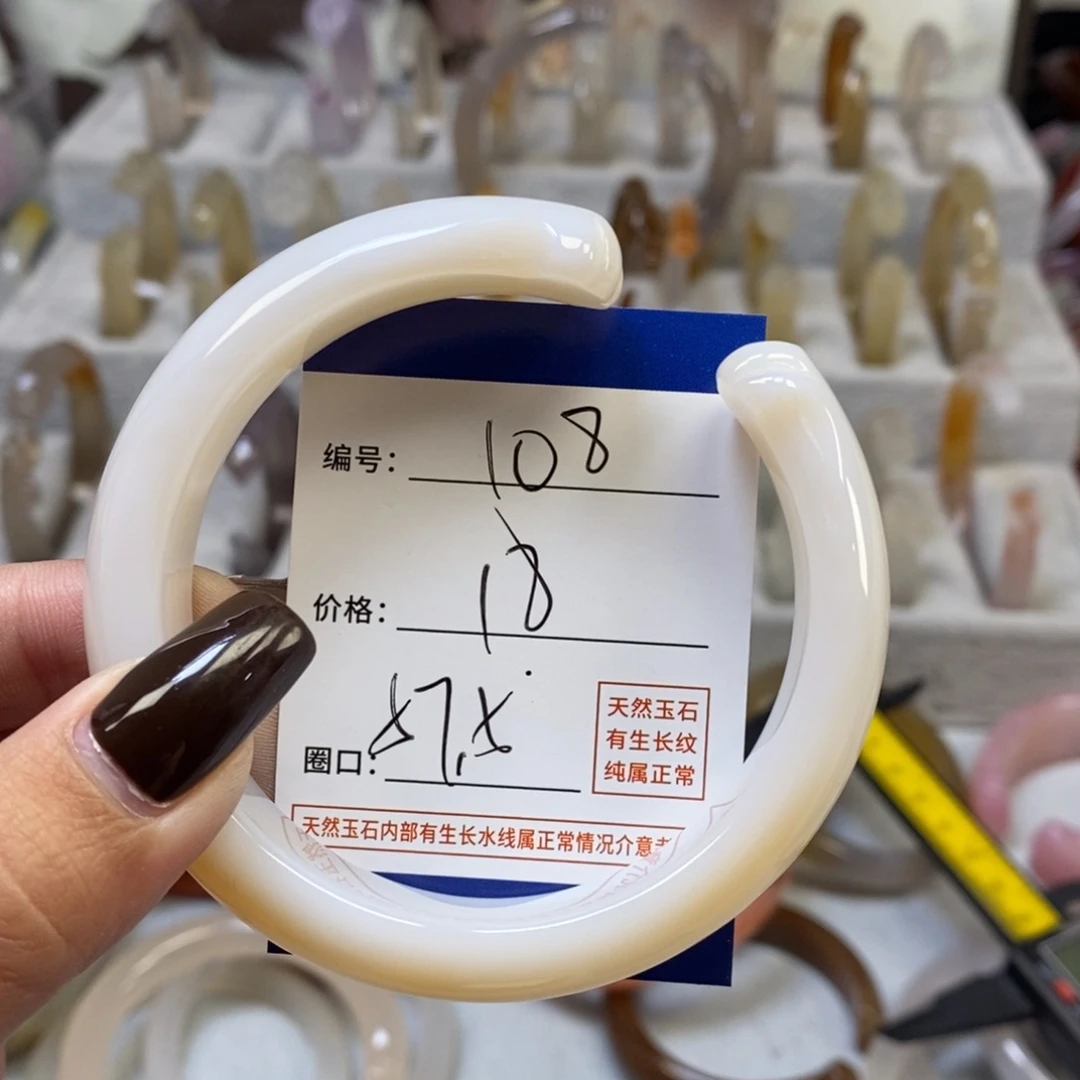 编号: 108
价格: 18
圈口: 57.5
天然玉石
有生长纹
纯属正常
天然玉石内部有生长水线属正常情况介意